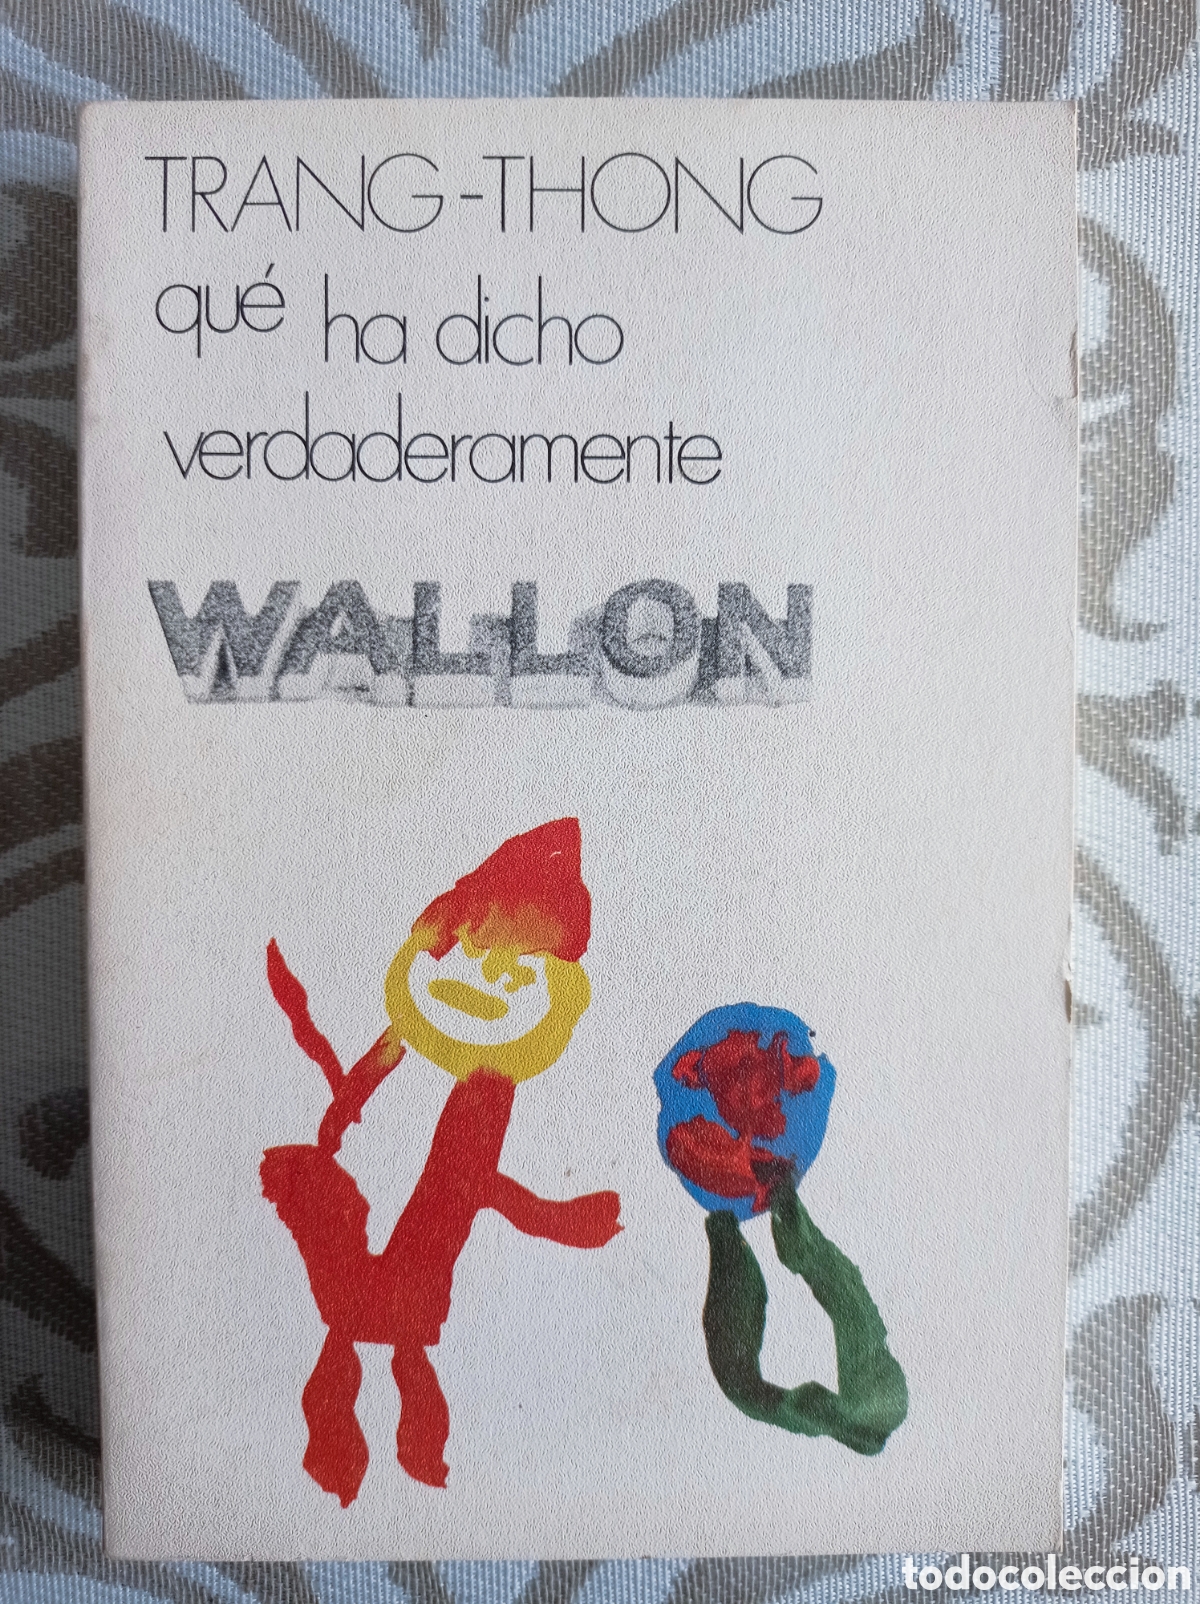 TRANG-THONG
qué ha dicho
verdaderamente
WALLON
todocoleccion